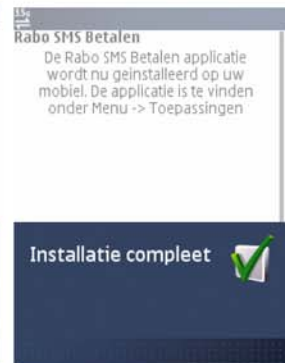 Rabo SMS Betalen
De Rabo SMS Betalen applicatie
wordt nu geinstalleerd op uw
mobiel. De applicatie is te vinden
onder Menu -> Toepassingen
Installatie compleet